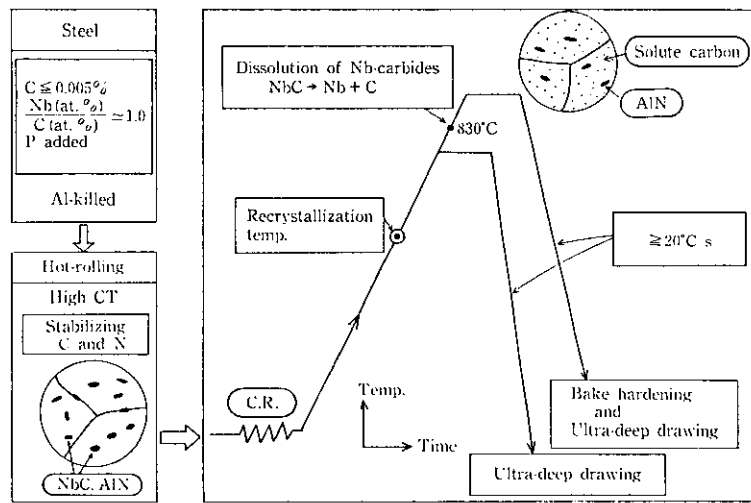 Steel
C ≦ 0.005%
Nb (at. %)
C (at. %)
≃ 1.0
P added
Al-killed
Hot-rolling
High CT
Stabilizing
C and N
NbC, AlN
Dissolution of Nb-carbides
NbC → Nb + C
830°C
Solute carbon
AlN
Recrystallization
temp.
≧20°C s
C.R.
Temp.
Time
Bake hardening
and
Ultra-deep drawing
Ultra-deep drawing